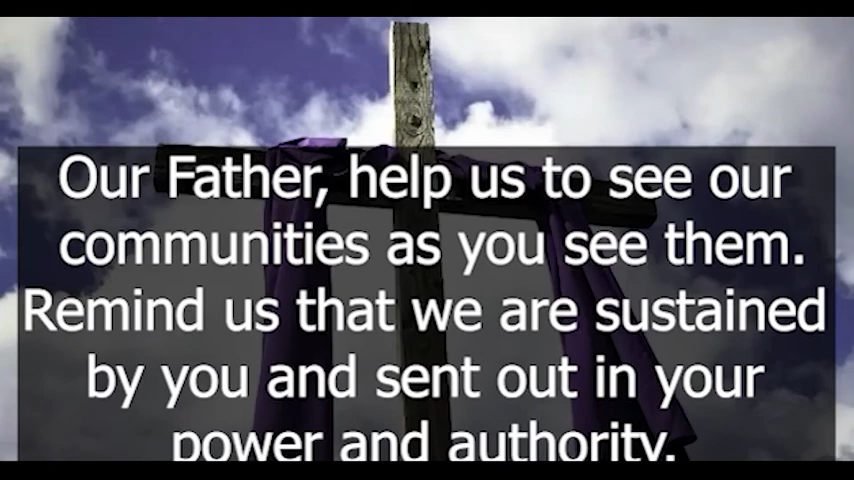 Our Father, help us to see our
communities as you see them.
Remind us that we are sustained
by you and sent out in your
power and authority.